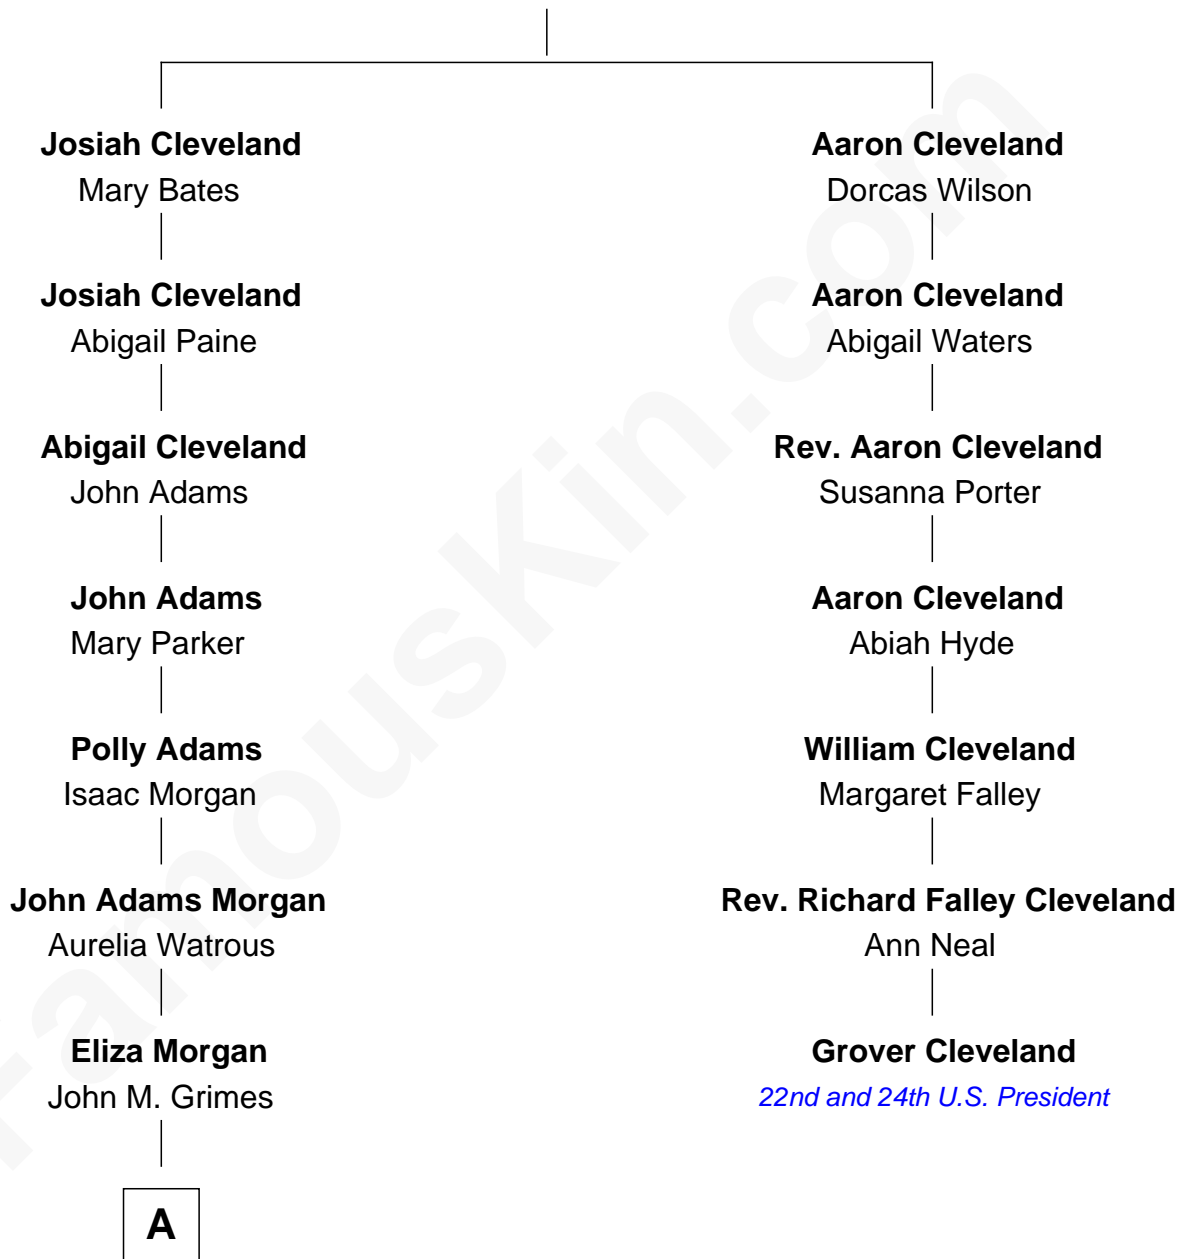 Josiah Cleveland
Mary Bates
Aaron Cleveland
Dorcas Wilson
Josiah Cleveland
Abigail Paine
Aaron Cleveland
Abigail Waters
Abigail Cleveland
John Adams
Rev. Aaron Cleveland
Susanna Porter
John Adams
Mary Parker
Aaron Cleveland
Abiah Hyde
Polly Adams
Isaac Morgan
William Cleveland
Margaret Falley
John Adams Morgan
Aurelia Watrous
Rev. Richard Falley Cleveland
Ann Neal
Eliza Morgan
John M. Grimes
Grover Cleveland
22nd and 24th U.S. President
A
FamousKin.com